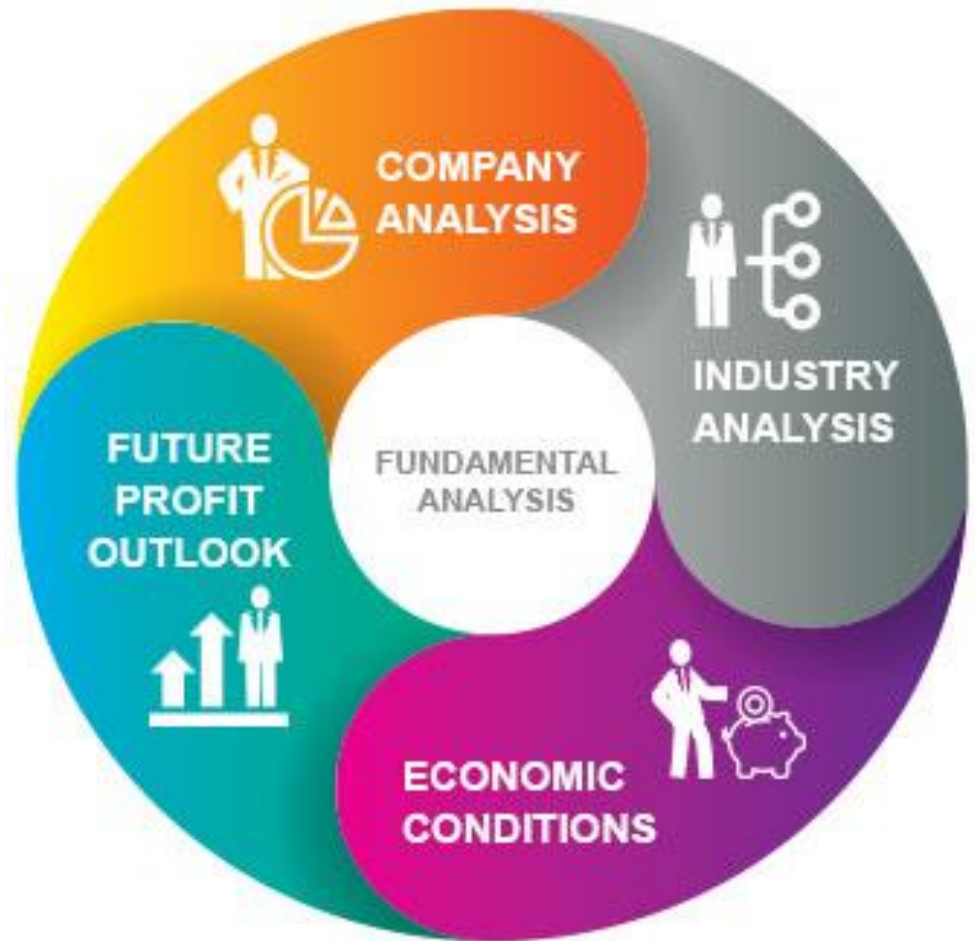 COMPANY
ANALYSIS
INDUSTRY
ANALYSIS
FUTURE
PROFIT
OUTLOOK
FUNDAMENTAL
ANALYSIS
ECONOMIC
CONDITIONS